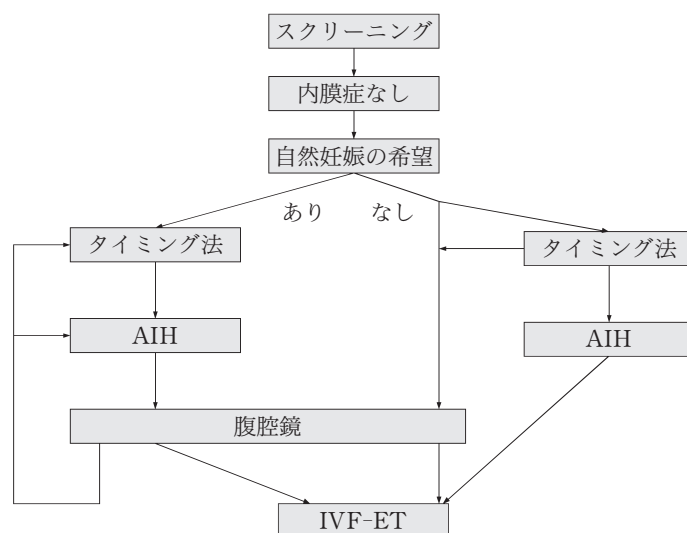 スクリーニング
内膜症なし
自然妊娠の希望
あり
なし
タイミング法
タイミング法
AIH
AIH
腹腔鏡
IVF-ET